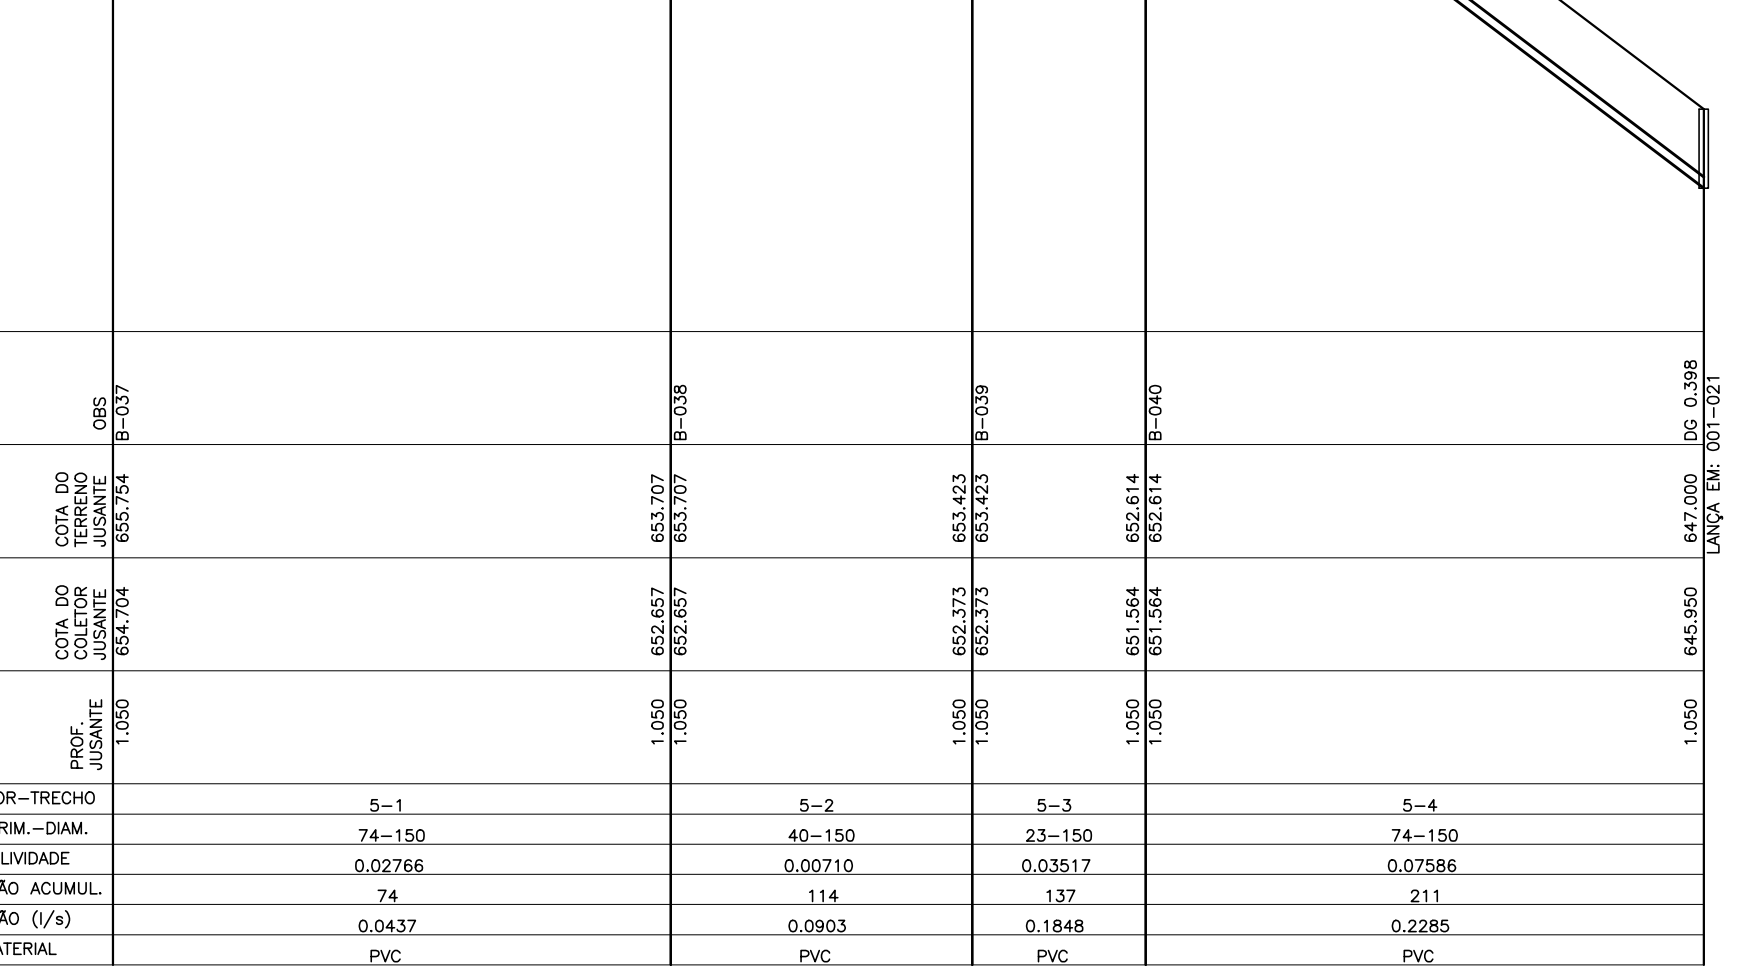 OBS
B-037
B-038
B-039
B-040
DG 0.398
LANÇA EM: 001-021
COTA DO
TERRENO
JUSANTE
655.754
653.707
653.707
653.423
653.423
652.614
652.614
647.000
COTA DO
COLETOR
JUSANTE
654.704
652.657
652.657
652.373
652.373
651.564
651.564
645.950
PROF.
JUSANTE
1.050
1.050
1.050
1.050
1.050
1.050
1.050
1.050
OR-TRECHO 5-1 5-2 5-3 5-4
RIM.-DIAM. 74-150 40-150 23-150 74-150
LIVIDADE 0.02766 0.00710 0.03517 0.07586
ÃO ACUMUL. 74 114 137 211
ÃO (l/s) 0.0437 0.0903 0.1848 0.2285
ATERIAL PVC PVC PVC PVC